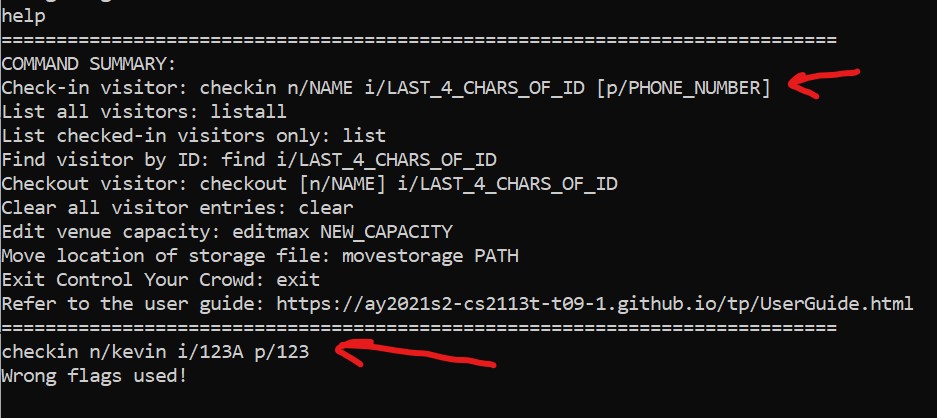 help
============================================================================
COMMAND SUMMARY:
Check-in visitor: checkin n/NAME i/LAST_4_CHARS_OF_ID [p/PHONE_NUMBER]
List all visitors: listall
List checked-in visitors only: list
Find visitor by ID: find i/LAST_4_CHARS_OF_ID
Checkout visitor: checkout [n/NAME] i/LAST_4_CHARS_OF_ID
Clear all visitor entries: clear
Edit venue capacity: editmax NEW_CAPACITY
Move location of storage file: movestorage PATH
Exit Control Your Crowd: exit
Refer to the user guide: https://ay2021s2-cs2113t-t09-1.github.io/tp/UserGuide.html
============================================================================
checkin n/kevin i/123A p/123
Wrong flags used!